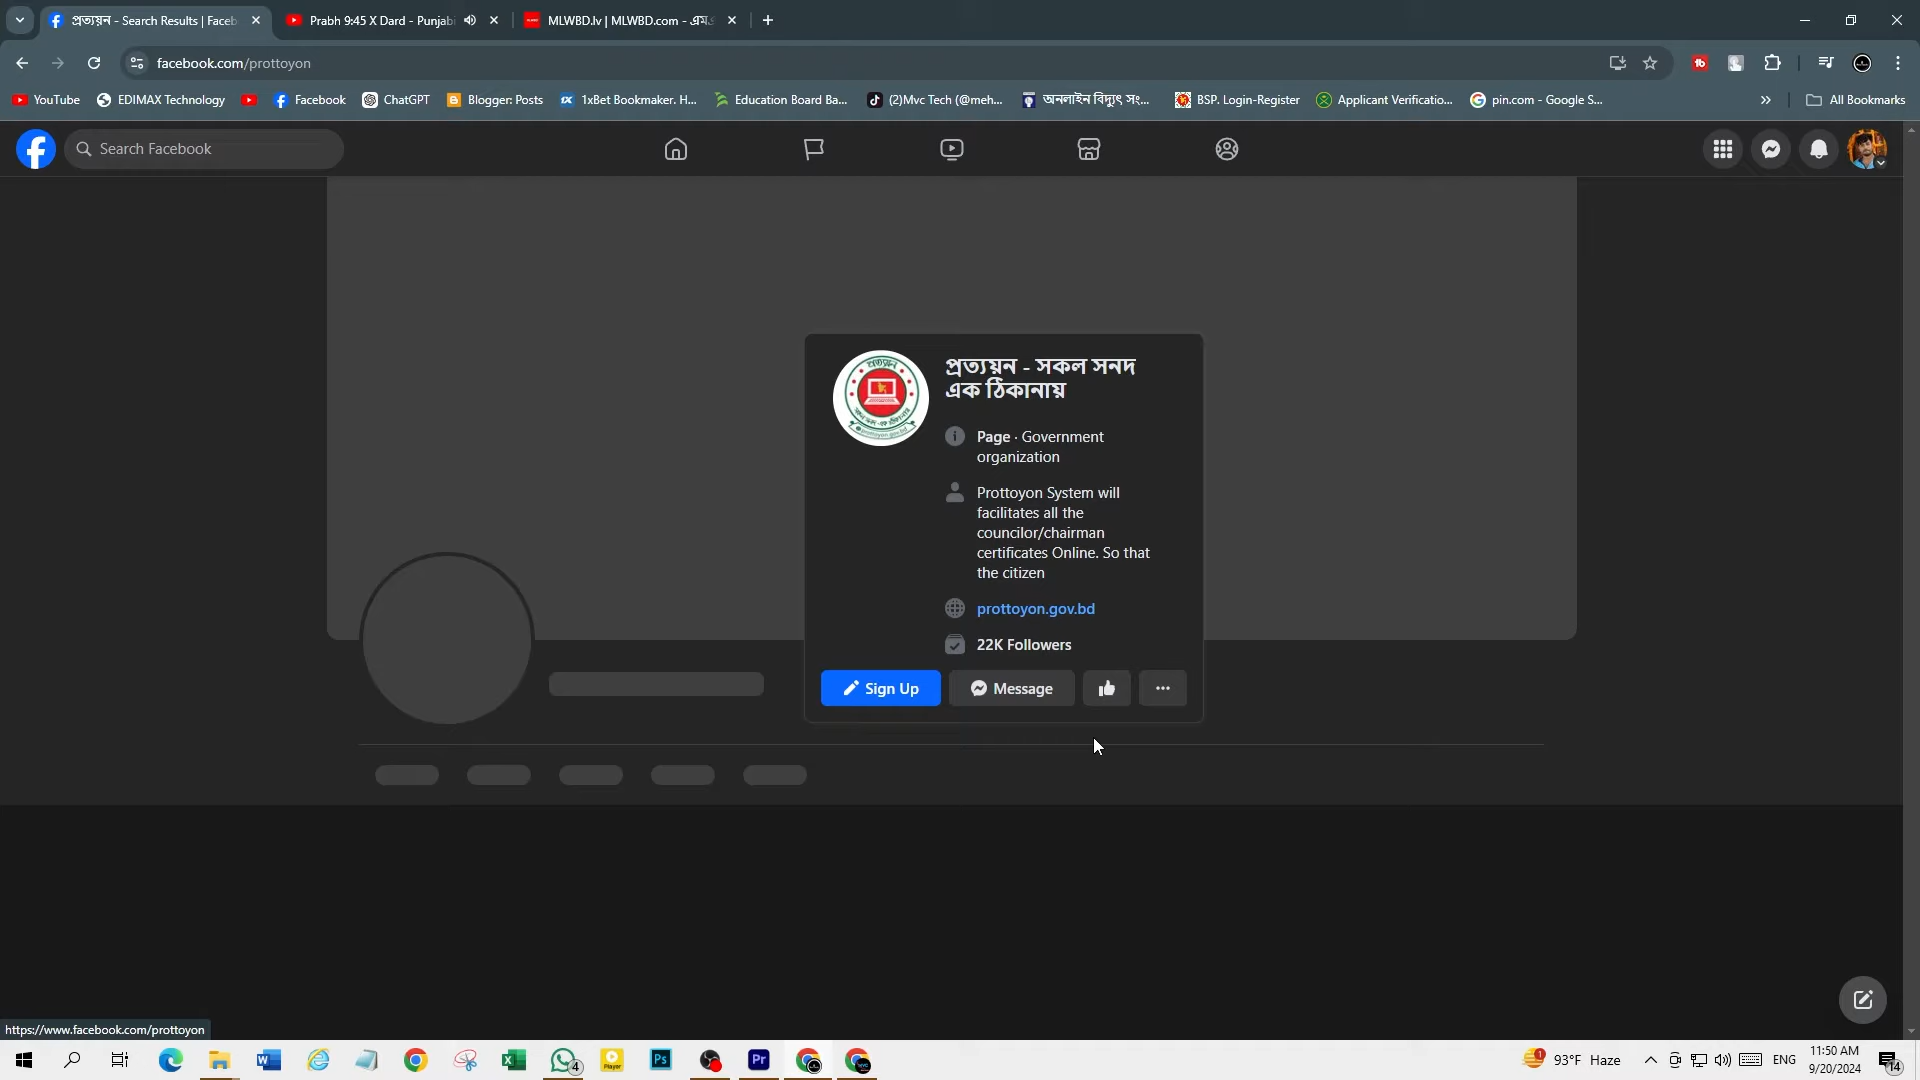 প্রত্যয়ন - Search Results | Faceb
Prabh 9:45 X Dard - Punjabi
MLWBD.lv | MLWBD.com - এম
facebook.com/prottoyon
YouTube
EDIMAX Technology
Facebook
ChatGPT
Blogger: Posts
1xBet Bookmaker. H...
Education Board Ba...
(2)Mvc Tech (@meh...
অনলাইন বিদ্যুৎ সং...
BSP. Login-Register
Applicant Verificatio...
pin.com - Google S...
All Bookmarks
Search Facebook
প্রত্যয়ন - সকল সনদ
এক ঠিকানায়
Page · Government
organization
Prottoyon System will
facilitates all the
councilor/chairman
certificates Online. So that
the citizen
prottoyon.gov.bd
22K Followers
Sign Up
Message
https://www.facebook.com/prottoyon
4
93°F Haze
ENG
11:50 AM
9/20/2024
14